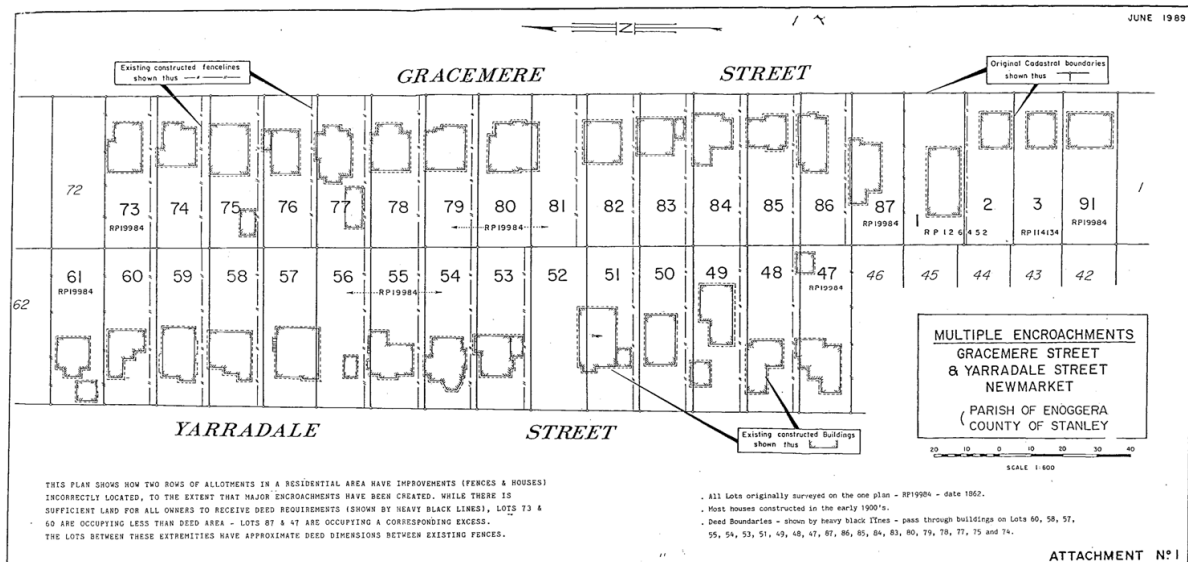 JUNE 1989
N
Existing constructed fencelines
shown thus
Original Cadastral boundaries
shown thus
GRACEMERE STREET
72
73
RP19984
74
75
76
77
78
79
80
RP19984
81
82
83
84
85
86
87
RP19984
1
RP126452
2
3
RP114134
91
RP19984
1
62
61
RP19984
60
59
58
57
56
55
RP19984
54
53
52
51
50
49
48
47
RP19984
46
45
44
43
42
MULTIPLE ENCROACHMENTS
GRACEMERE STREET
& YARRADALE STREET
NEWMARKET
PARISH OF ENOGGERA
COUNTY OF STANLEY
20 10 0 10 20 30 40
SCALE 1:600
YARRADALE STREET
Existing constructed Buildings
shown thus
THIS PLAN SHOWS HOW TWO ROWS OF ALLOTMENTS IN A RESIDENTIAL AREA HAVE IMPROVEMENTS (FENCES & HOUSES)
INCORRECTLY LOCATED, TO THE EXTENT THAT MAJOR ENCROACHMENTS HAVE BEEN CREATED. WHILE THERE IS
SUFFICIENT LAND FOR ALL OWNERS TO RECEIVE DEED REQUIREMENTS (SHOWN BY HEAVY BLACK LINES), LOTS 73 &
60 ARE OCCUPYING LESS THAN DEED AREA - LOTS 87 & 47 ARE OCCUPYING A CORRESPONDING EXCESS.
THE LOTS BETWEEN THESE EXTREMITIES HAVE APPROXIMATE DEED DIMENSIONS BETWEEN EXISTING FENCES.
. All Lots originally surveyed on the one plan - RP19984 - date 1862.
. Most houses constructed in the early 1900's.
. Deed Boundaries - shown by heavy black lines - pass through buildings on Lots 60, 58, 57,
55, 54, 53, 51, 49, 48, 47, 87, 86, 85, 84, 83, 80, 79, 78, 77, 75 and 74.
ATTACHMENT Nº 1